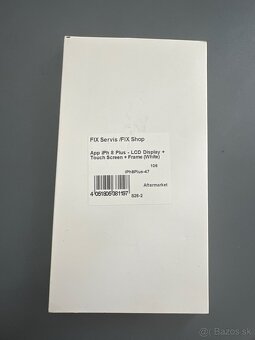 FIX Servis /FIX Shop
App iPh 8 Plus - LCD Display +
Touch Screen + Frame (White)
106
iPh8Plus-47
Aftermarket
4 061806 081197
826-2
Bazos.sk